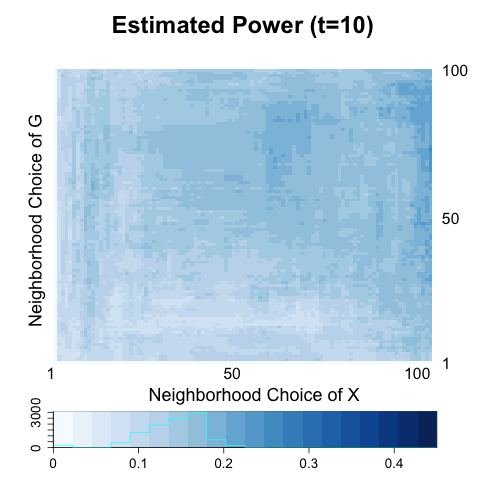 Estimated Power (t=10)
Neighborhood Choice of G
100
50
1
1 50 100
Neighborhood Choice of X
0 3000
0 0.1 0.2 0.3 0.4